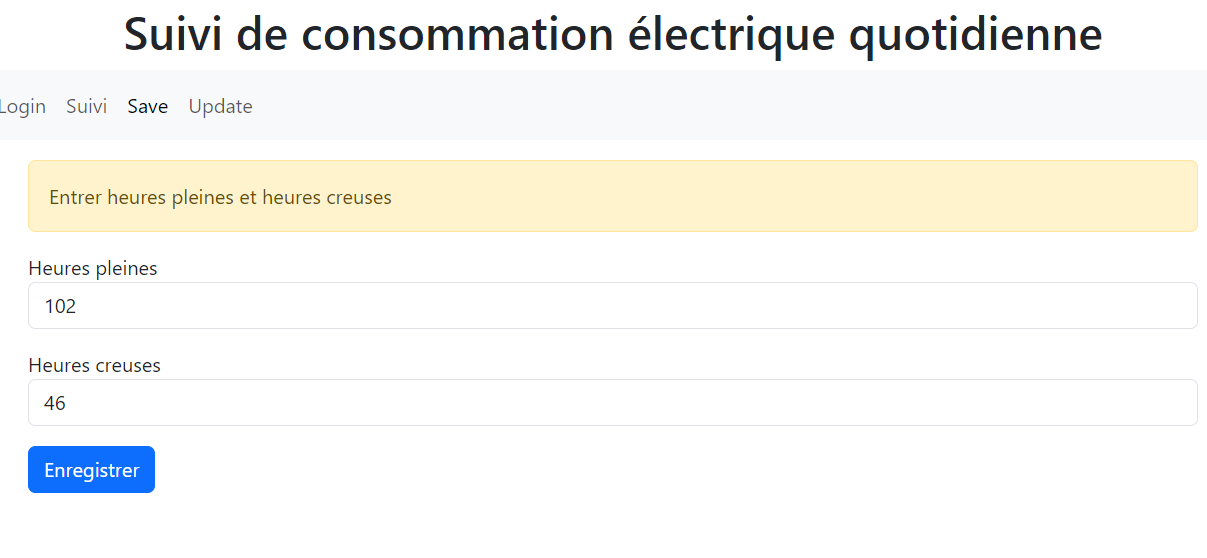 Suivi de consommation électrique quotidienne
Login Suivi Save Update
Entrer heures pleines et heures creuses
Heures pleines
102
Heures creuses
46
Enregistrer